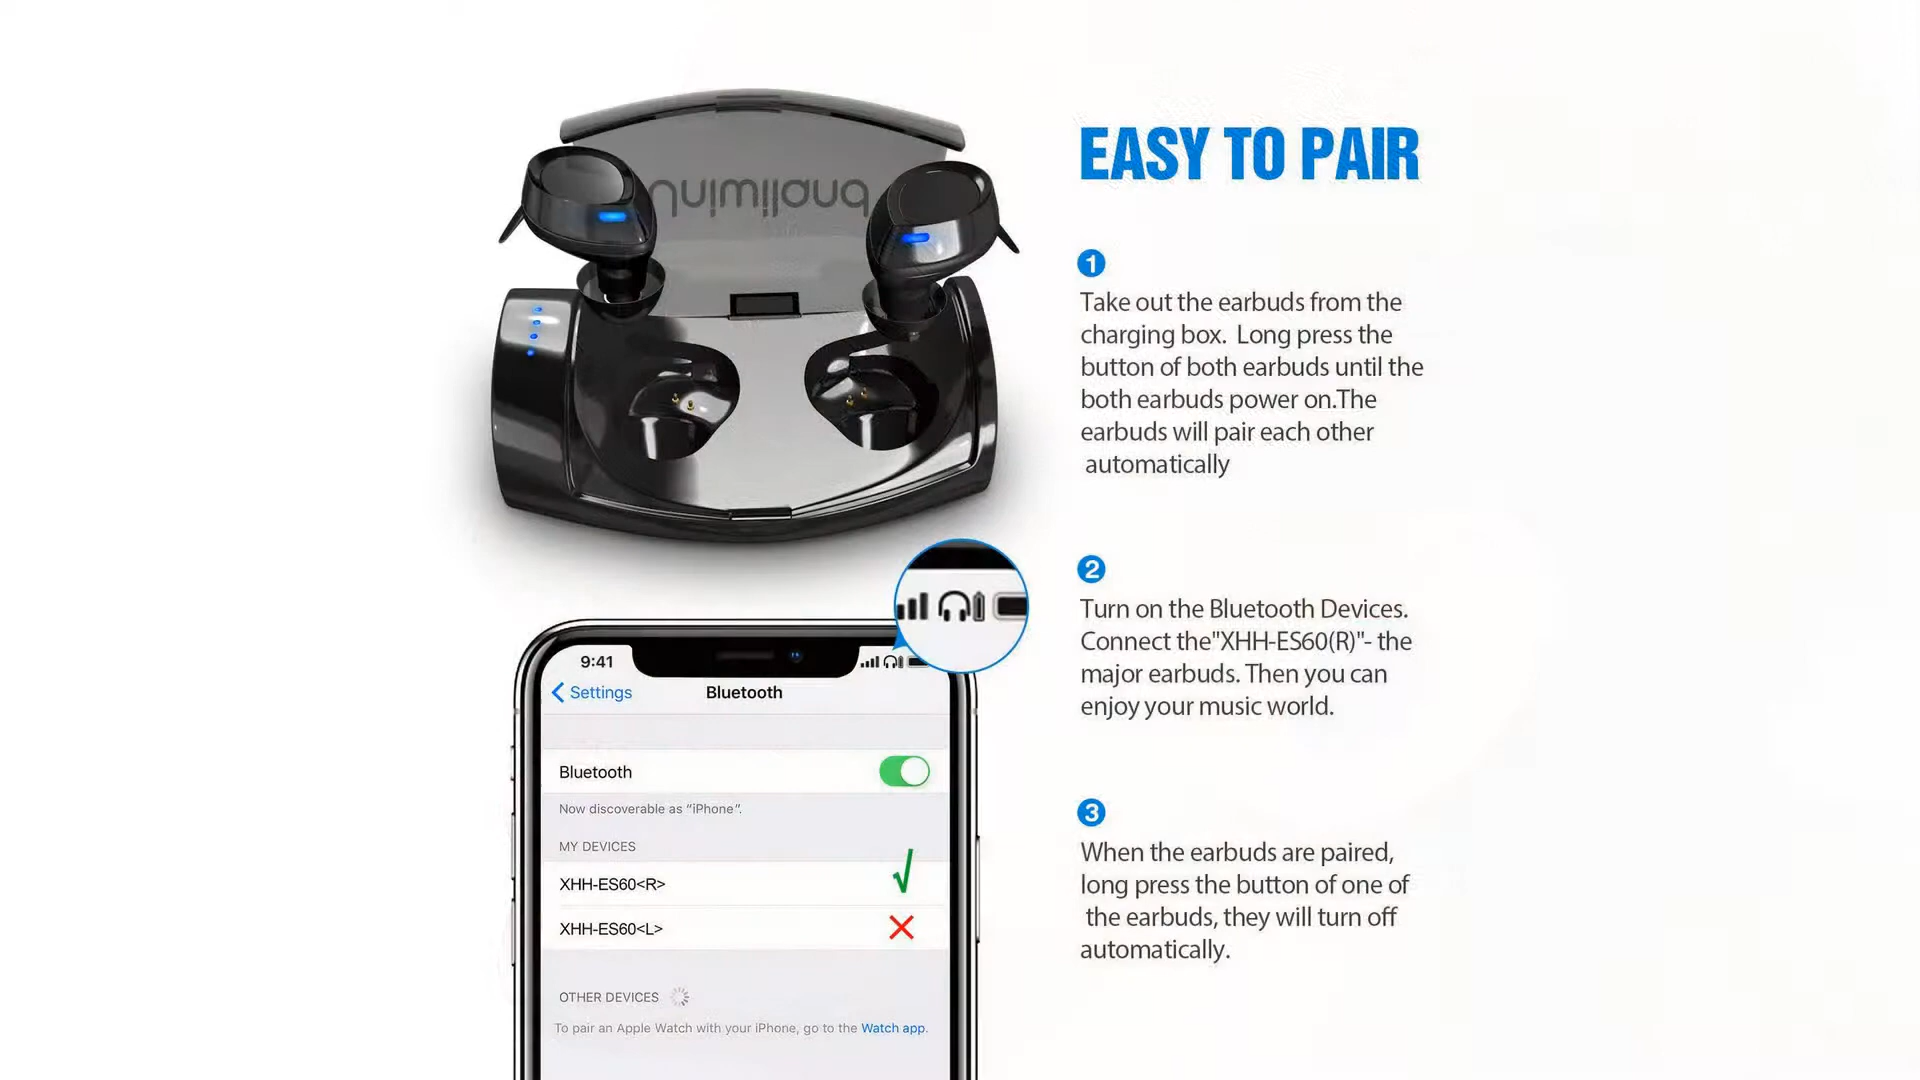 EASY TO PAIR
1
Take out the earbuds from the
charging box. Long press the
button of both earbuds until the
both earbuds power on.The
earbuds will pair each other
automatically
2
Turn on the Bluetooth Devices.
Connect the"XHH-ES60(R)"- the
major earbuds. Then you can
enjoy your music world.
3
When the earbuds are paired,
long press the button of one of
the earbuds, they will turn off
automatically.
9:41
Settings
Bluetooth
Bluetooth
Now discoverable as “iPhone”.
MY DEVICES
XHH-ES60<R>
XHH-ES60<L>
OTHER DEVICES
To pair an Apple Watch with your iPhone, go to the Watch app.